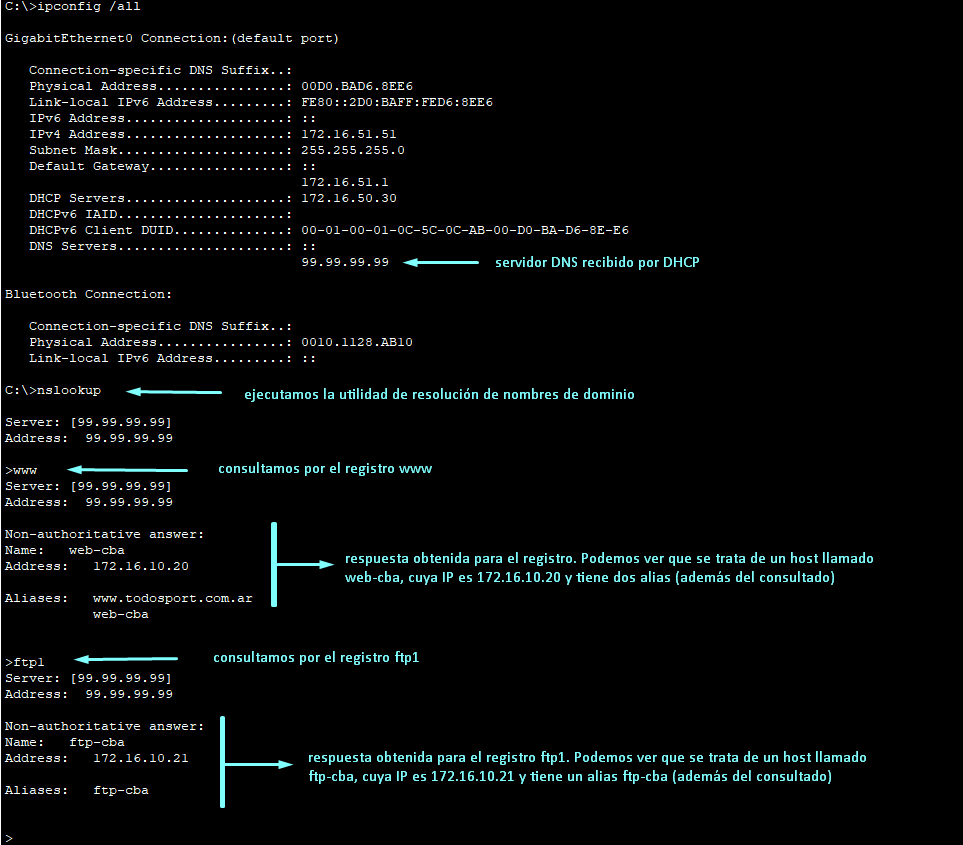 C:\>ipconfig /all
GigabitEthernet0 Connection:(default port)
Connection-specific DNS Suffix..:
Physical Address................: 00D0.BAD6.8EE6
Link-local IPv6 Address.........: FE80::2D0:BAFF:FED6:8EE6
IPv6 Address....................: ::
IPv4 Address....................: 172.16.51.51
Subnet Mask.....................: 255.255.255.0
Default Gateway.................: ::
172.16.51.1
DHCP Servers....................: 172.16.50.30
DHCPv6 IAID.....................:
DHCPv6 Client DUID..............: 00-01-00-01-0C-5C-0C-AB-00-D0-BA-D6-8E-E6
DNS Servers.....................: ::
99.99.99.99 servidor DNS recibido por DHCP
Bluetooth Connection:
Connection-specific DNS Suffix..:
Physical Address................: 0010.1128.AB10
Link-local IPv6 Address.........: ::
C:\>nslookup ejecutamos la utilidad de resolución de nombres de dominio
Server: [99.99.99.99]
Address:  99.99.99.99
>www consultamos por el registro www
Server: [99.99.99.99]
Address:  99.99.99.99
Non-authoritative answer:
Name:   web-cba
Address:   172.16.10.20
respuesta obtenida para el registro. Podemos ver que se trata de un host llamado
web-cba, cuya IP es 172.16.10.20 y tiene dos alias (además del consultado)
Aliases:   www.todosport.com.ar
web-cba
>ftp1 consultamos por el registro ftp1
Server: [99.99.99.99]
Address:  99.99.99.99
Non-authoritative answer:
Name:   ftp-cba
Address:   172.16.10.21
respuesta obtenida para el registro ftp1. Podemos ver que se trata de un host llamado
ftp-cba, cuya IP es 172.16.10.21 y tiene un alias ftp-cba (además del consultado)
Aliases:   ftp-cba
>